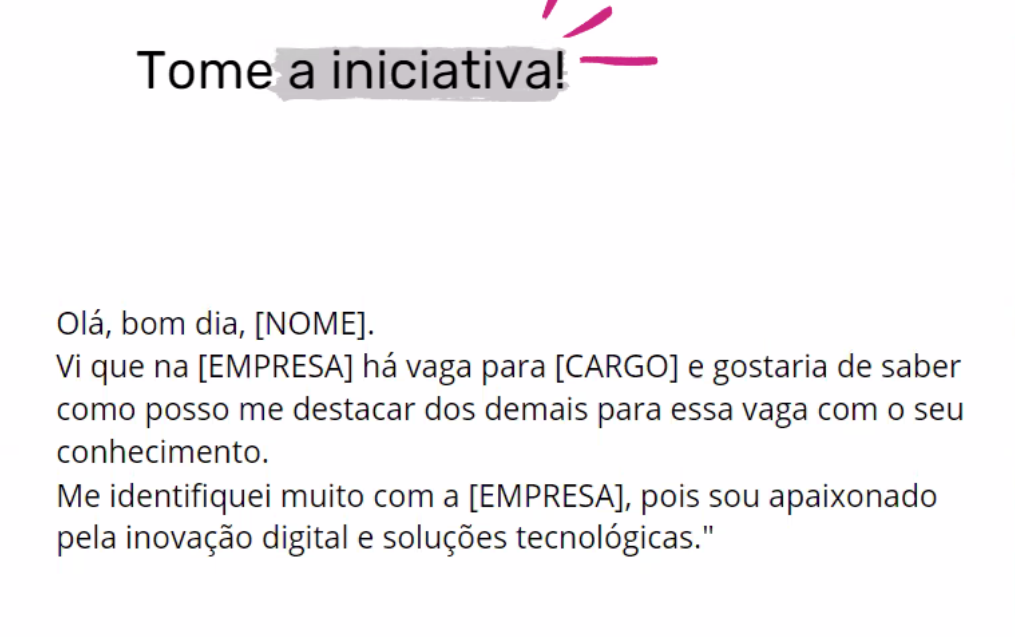 Tome a iniciativa!
Olá, bom dia, [NOME].
Vi que na [EMPRESA] há vaga para [CARGO] e gostaria de saber
como posso me destacar dos demais para essa vaga com o seu
conhecimento.
Me identifiquei muito com a [EMPRESA], pois sou apaixonado
pela inovação digital e soluções tecnológicas."